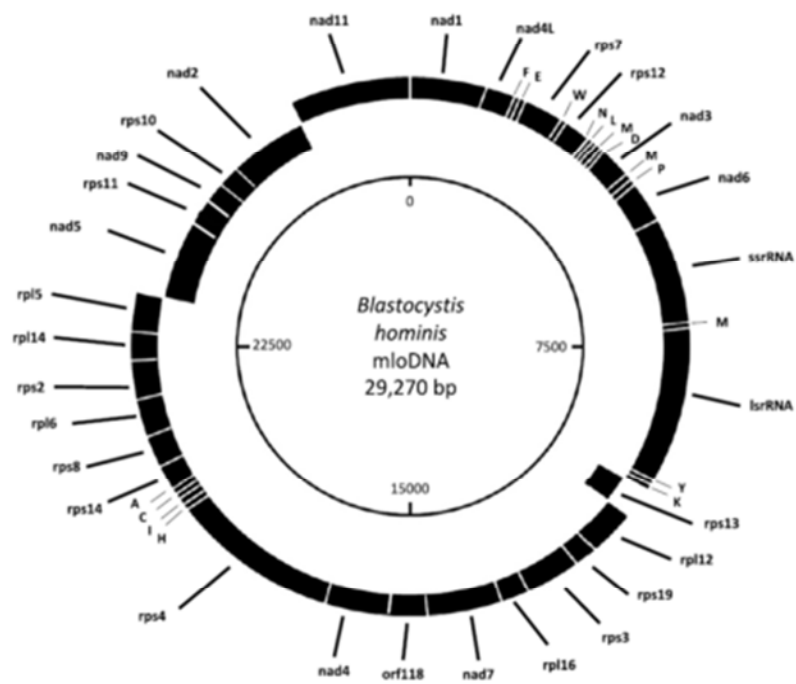 nad11
nad1
nad4L
F
E
rps7
W
rps12
N
L
M
D
nad3
M
P
nad6
ssrRNA
M
lsrRNA
Y
K
rps13
rpl12
rps19
rps3
rpl16
nad7
orf118
nad4
rps4
H
I
C
A
rps14
rps8
rpl6
rps2
rpl14
rpl5
nad5
rps11
nad9
rps10
nad2
0
7500
15000
22500
Blastocystis
hominis
mloDNA
29,270 bp